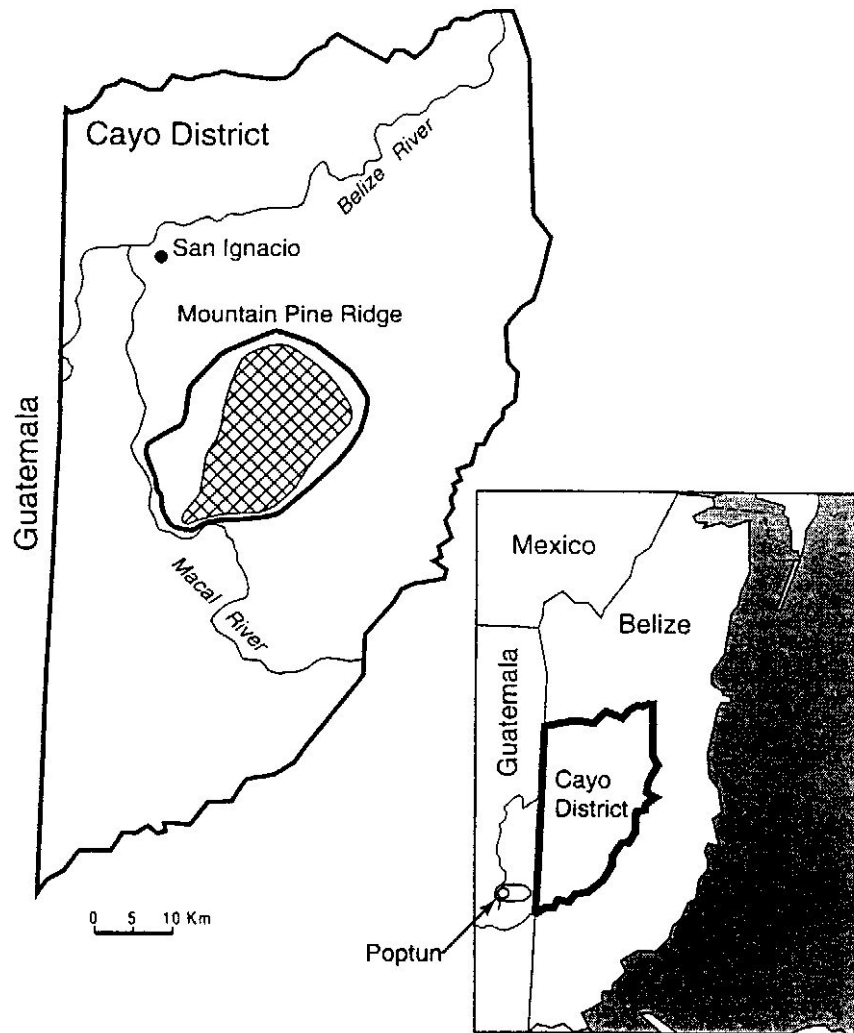 Cayo District
Belize River
San Ignacio
Mountain Pine Ridge
Guatemala
Macal
River
0 5 10 Km
Mexico
Belize
Guatemala
Cayo
District
Poptun